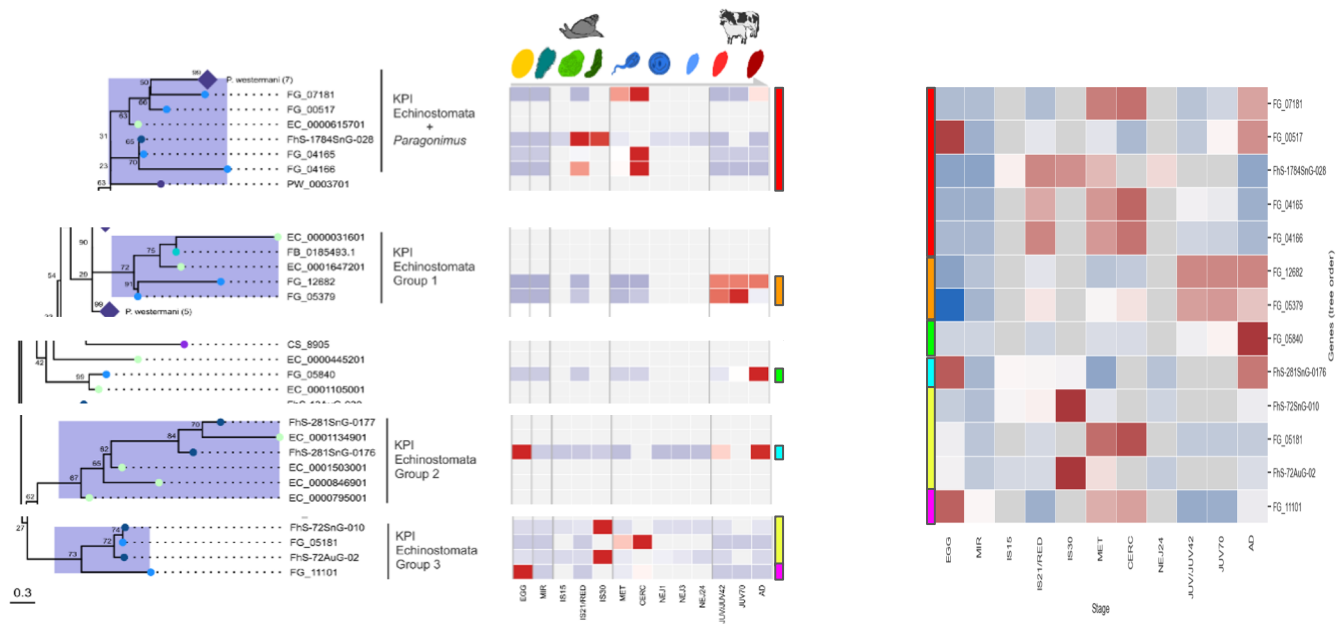 99
P. westermani (7)
50
FG_07181
66
FG_00517
63
EC_0000615701
31
65
FhS-1784SnG-028
FG_04165
70
23
FG_04166
63
PW_0003701
KPI
Echinostomata
+
Paragonimus
EC_0000031601
90
75
FB_0185493.1
72
EC_0001647201
54
28
91
FG_12682
FG_05379
99
P. westermani (5)
KPI
Echinostomata
Group 1
CS_8905
42
EC_0000445201
66
FG_05840
EC_0001105001
70
FhS-281SnG-0177
84
EC_0001134901
62
FhS-281SnG-0176
65
EC_0001503001
67
EC_0000846901
62
EC_0000795001
KPI
Echinostomata
Group 2
27
74
FhS-72SnG-010
72
FG_05181
73
FhS-72AuG-02
FG_11101
KPI
Echinostomata
Group 3
0.3
EGG
MIR
IS15
IS21/RED
IS30
MET
CERC
NEJ1
NEJ3
NEJ24
JUV/JUV42
JUV70
AD
FG_07181
FG_00517
FhS-1784SnG-028
FG_04165
FG_04166
FG_12682
FG_05379
FG_05840
FhS-281SnG-0176
FhS-72SnG-010
FG_05181
FhS-72AuG-02
FG_11101
Genes (tree order)
EGG
MIR
IS15
IS21/RED
IS30
MET
CERC
NEJ24
JUV/JUV42
JUV70
AD
Stage